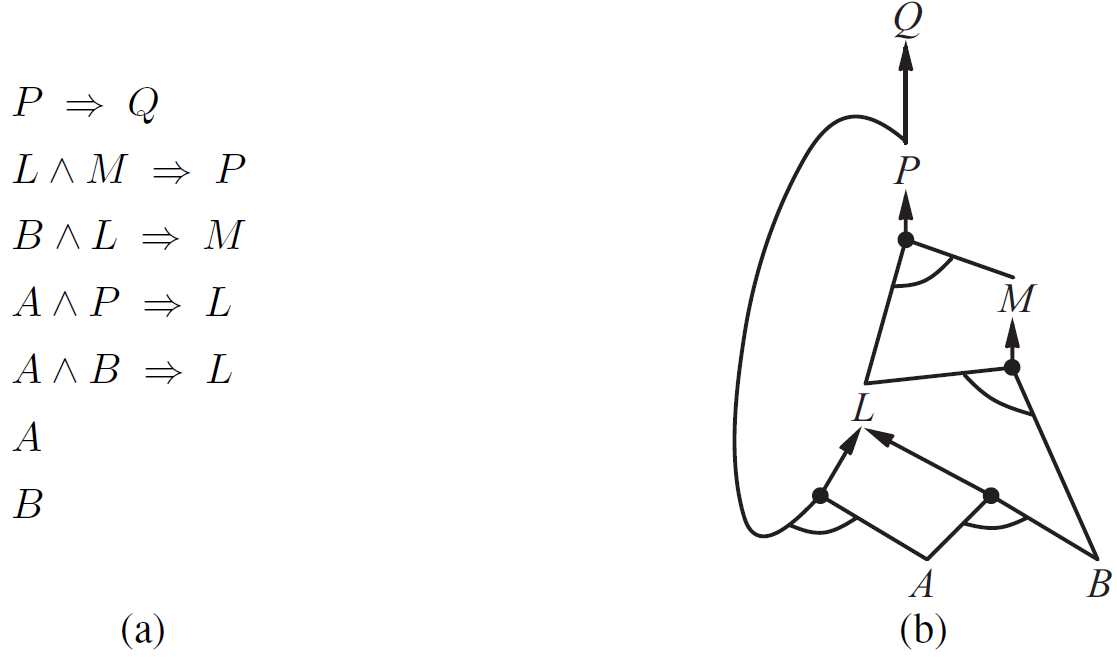 P ⇒ Q
L ∧ M ⇒ P
B ∧ L ⇒ M
A ∧ P ⇒ L
A ∧ B ⇒ L
A
B
(a)
Q
P
M
L
A B
(b)